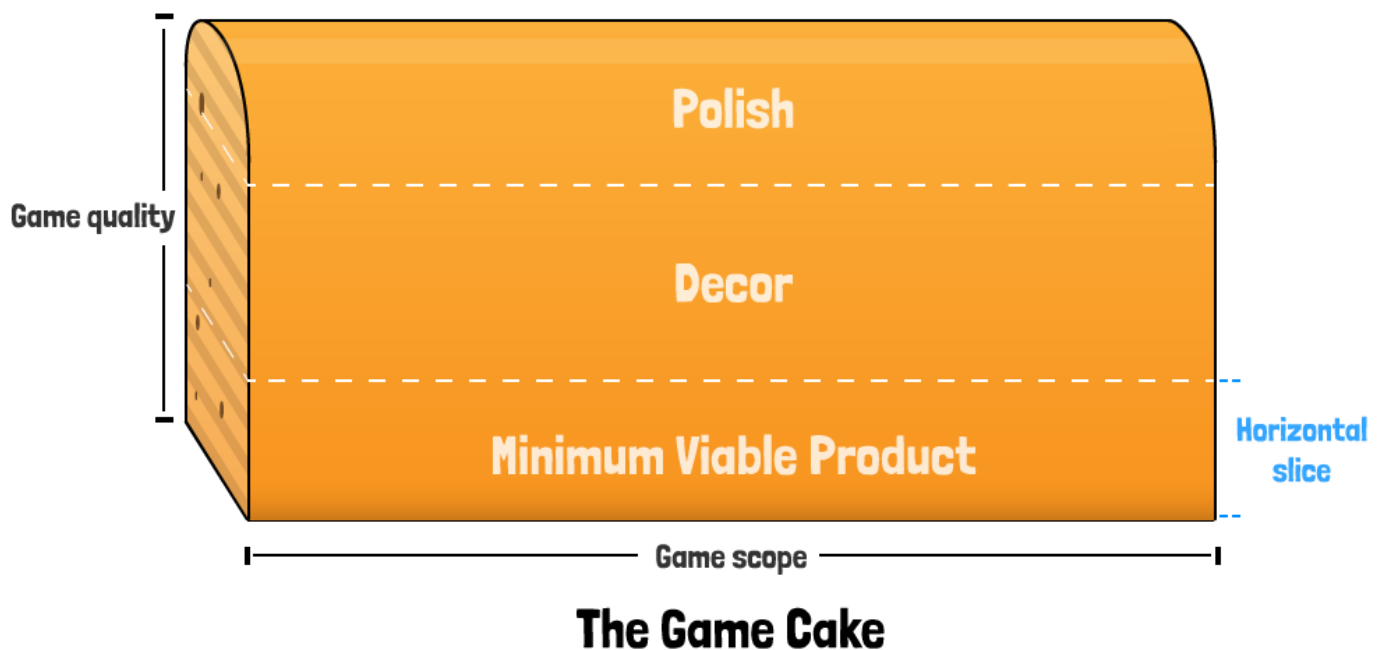 Polish
Game quality
Decor
Minimum Viable Product
Horizontal
slice
Game scope
The Game Cake